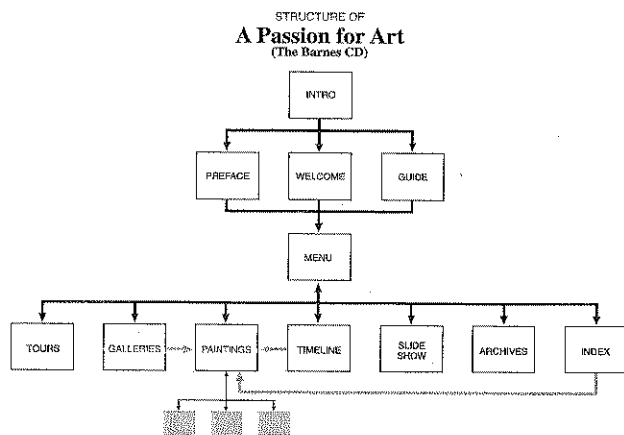 STRUCTURE OF
A Passion for Art
(The Barnes CD)
INTRO
PREFACE
WELCOME
GUIDE
MENU
TOURS
GALLERIES
PAINTINGS
TIMELINE
SLIDE
SHOW
ARCHIVES
INDEX